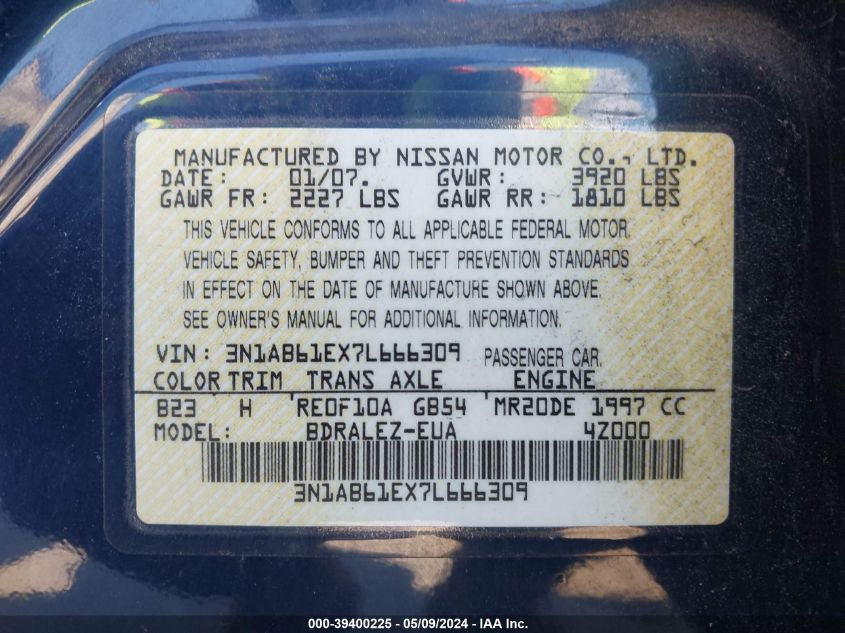 MANUFACTURED BY NISSAN MOTOR CO., LTD.
DATE: 01/07. GVWR: 3920 LBS
GAWR FR: 2227 LBS GAWR RR: 1810 LBS
THIS VEHICLE CONFORMS TO ALL APPLICABLE FEDERAL MOTOR
VEHICLE SAFETY, BUMPER AND THEFT PREVENTION STANDARDS
IN EFFECT ON THE DATE OF MANUFACTURE SHOWN ABOVE.
SEE OWNER'S MANUAL FOR ADDITIONAL INFORMATION.
VIN: 3N1AB61EX7L666309 PASSENGER CAR.
COLOR TRIM TRANS AXLE ENGINE
B23 H RE0F10A GB54 MR20DE 1997 CC
MODEL: BDRALEZ-EUA 4Z000
3N1AB61EX7L666309
000-39400225 - 05/09/2024 - IAA Inc.